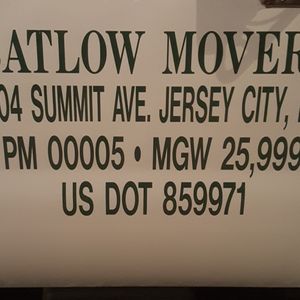 ATLOW MOVER
04 SUMMIT AVE. JERSEY CITY,
PM 00005 • MGW 25,999
US DOT 859971